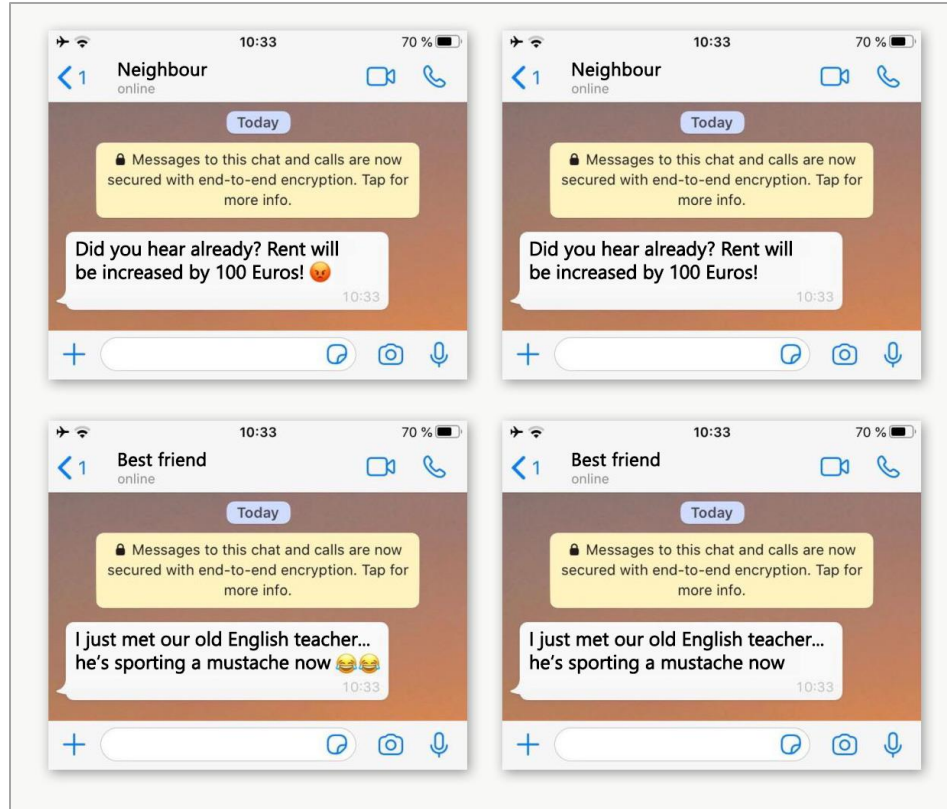 10:33
70 %
1
Neighbour
online
Today
Messages to this chat and calls are now
secured with end-to-end encryption. Tap for
more info.
Did you hear already? Rent will
be increased by 100 Euros! 😡
10:33
10:33
70 %
1
Neighbour
online
Today
Messages to this chat and calls are now
secured with end-to-end encryption. Tap for
more info.
Did you hear already? Rent will
be increased by 100 Euros!
10:33
10:33
70 %
1
Best friend
online
Today
Messages to this chat and calls are now
secured with end-to-end encryption. Tap for
more info.
I just met our old English teacher...
he's sporting a mustache now 😂😂
10:33
10:33
70 %
1
Best friend
online
Today
Messages to this chat and calls are now
secured with end-to-end encryption. Tap for
more info.
I just met our old English teacher...
he's sporting a mustache now
10:33